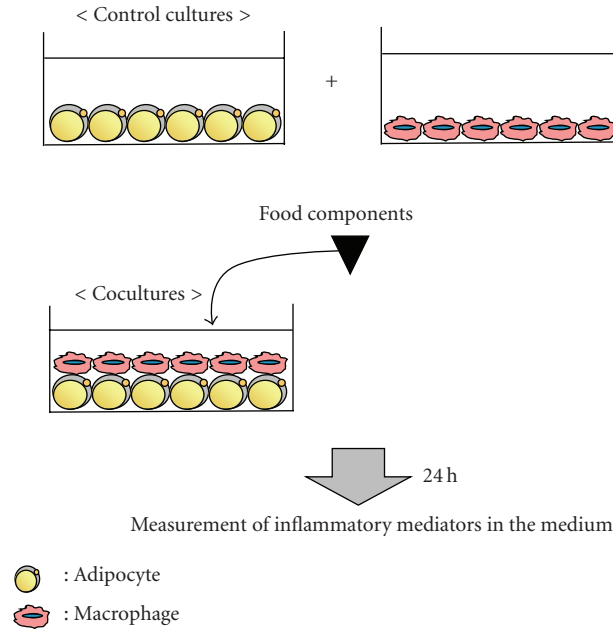 < Control cultures >
+
Food components
< Cocultures >
24 h
Measurement of inflammatory mediators in the medium
: Adipocyte
: Macrophage